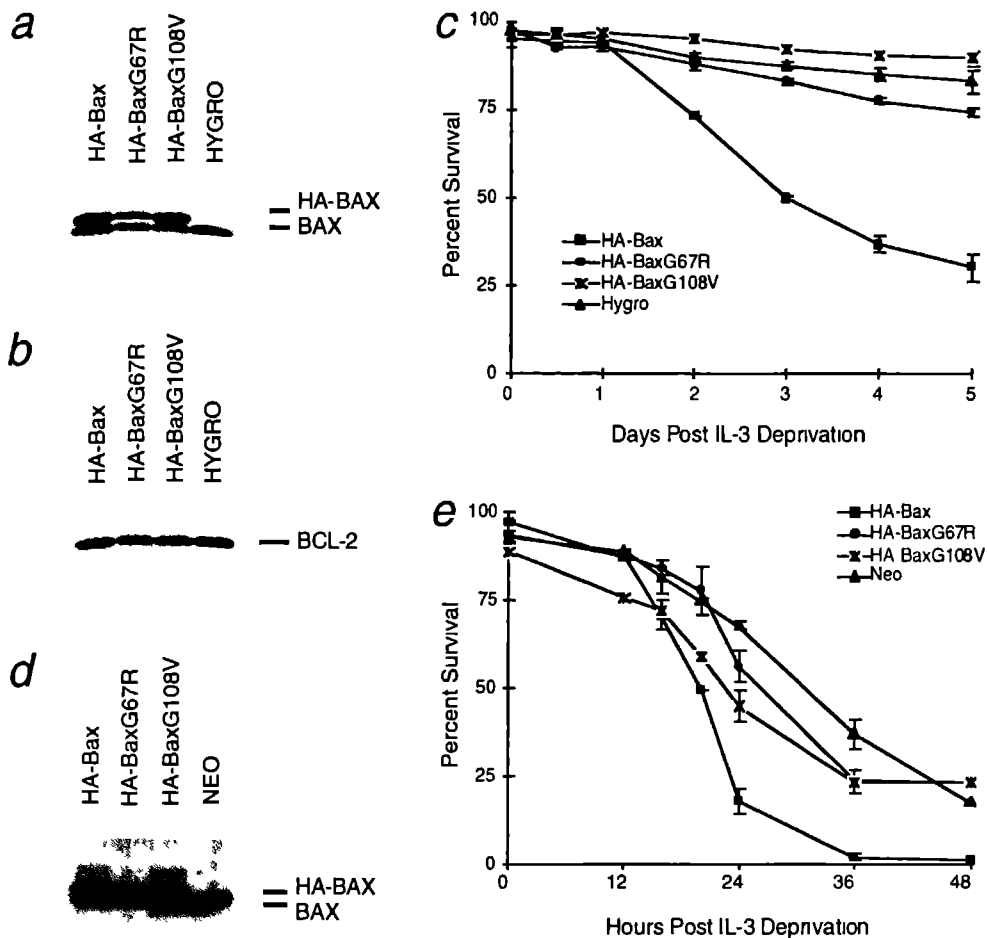 a
HA-Bax
HA-BaxG67R
HA-BaxG108V
HYGRO
HA-BAX
BAX
b
HA-Bax
HA-BaxG67R
HA-BaxG108V
HYGRO
BCL-2
d
HA-Bax
HA-BaxG67R
HA-BaxG108V
NEO
HA-BAX
BAX
c
Percent Survival
100
75
50
25
0
HA-Bax
HA-BaxG67R
HA-BaxG108V
Hygro
0 1 2 3 4 5
Days Post IL-3 Deprivation
e
Percent Survival
100
75
50
25
0
HA-Bax
HA-BaxG67R
HA BaxG108V
Neo
0 12 24 36 48
Hours Post IL-3 Deprivation